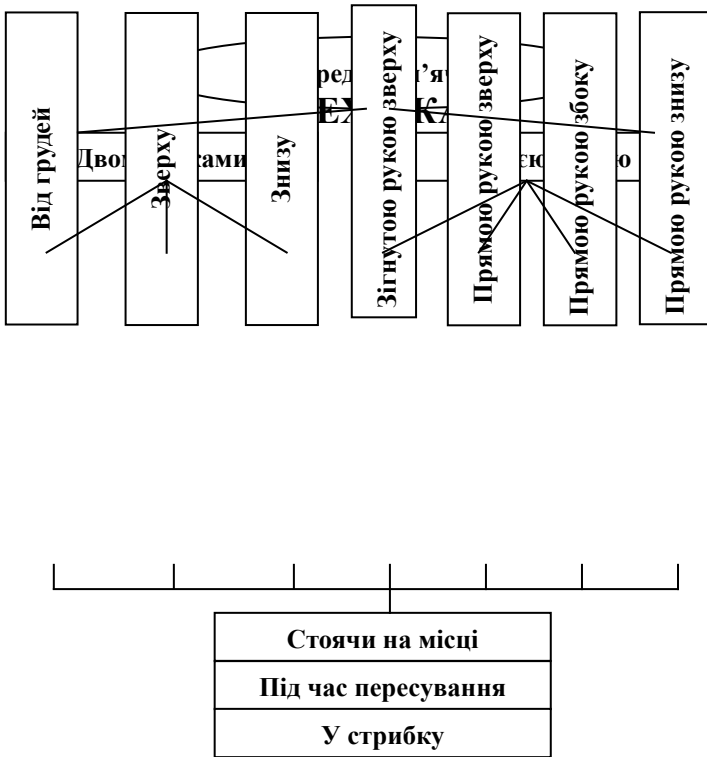 Двом
Від грудей
Зверху
Знизу
Зігнутою рукою зверху
Прямою рукою зверху
Прямою рукою збоку
Прямою рукою знизу
Стоячи на місці
Під час пересування
У стрибку